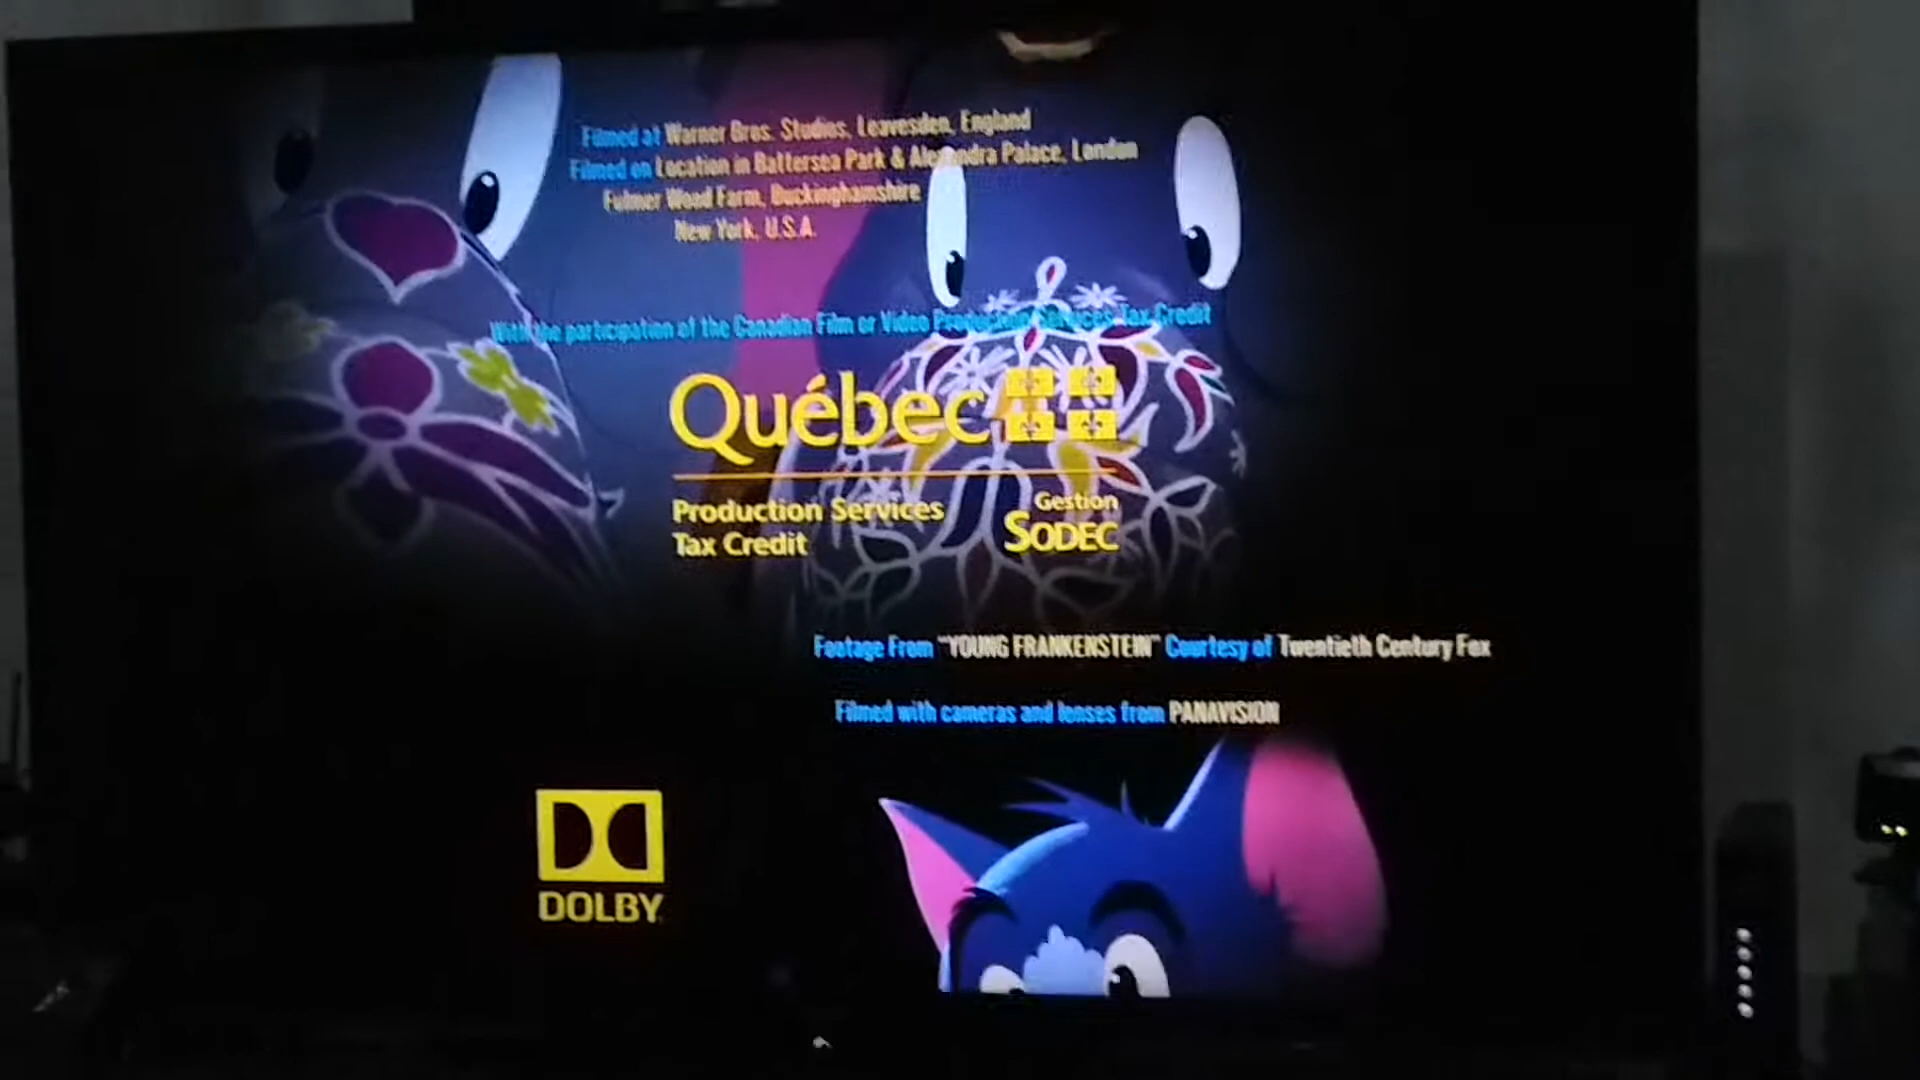 Filmed at Warner Bros. Studios, Leavesden, England
Filmed on Location in Battersea Park & Alexandra Palace, London
Fulmer Wood Farm, Buckinghamshire
New York, U.S.A.
With the participation of the Canadian Film or Video Production Services Tax Credit
Québec
Production Services
Tax Credit
Gestion
SODEC
Footage From "YOUNG FRANKENSTEIN" Courtesy of Twentieth Century Fox
Filmed with cameras and lenses from PANAVISION
DOLBY